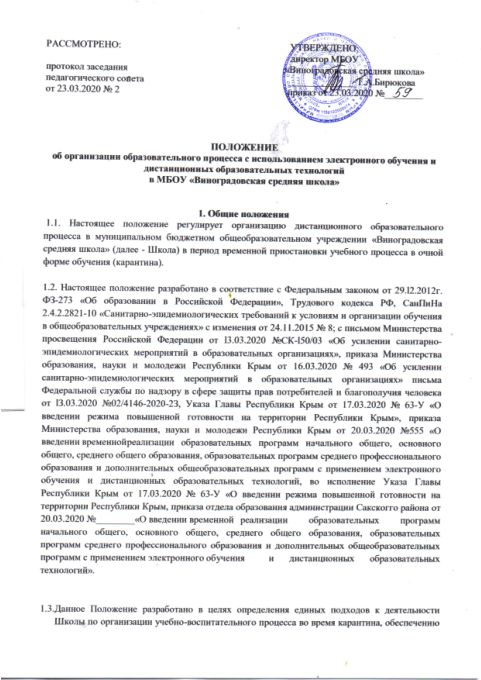 РАССМОТРЕНО:
протокол заседания
педагогического совета
от 23.03.2020 № 2
УТВЕРЖДЕНО:
директор МБОУ
«Виноградовская средняя школа»
Т.А.Бирюкова
приказ от 23.03.2020 № 59
ПОЛОЖЕНИЕ
об организации образовательного процесса с использованием электронного обучения и
дистанционных образовательных технологий
в МБОУ «Виноградовская средняя школа»
1. Общие положения
1.1. Настоящее положение регулирует организацию дистанционного образовательного
процесса в муниципальном бюджетном общеобразовательном учреждении «Виноградовская
средняя школа» (далее - Школа) в период временной приостановки учебного процесса в очной
форме обучения (карантина).
1.2. Настоящее положение разработано в соответствие с Федеральным законом от 29.I2.2012г.
ФЗ-273 «Об образовании в Российской Федерации», Трудового кодекса РФ, СанПиНа
2.4.2.2821-10 «Санитарно-эпидемиологических требований к условиям и организации обучения
в общеобразовательных учреждениях» с изменения от 24.11.2015 № 8; с письмом Министерства
просвещения Российской Федерации от I3.03.2020 №СК-I50/03 «Об усилении санитарно-
эпидемиологических мероприятий в образовательных организациях», приказа Министерства
образования, науки и молодежи Республики Крым от 16.03.2020 № 493 «Об усилении
санитарно-эпидемиологических мероприятий в образовательных организациях» письма
Федеральной службы по надзору в сфере защиты прав потребителей и благополучия человека
от I3.03.2020 №02/4146-2020-23, Указа Главы Республики Крым от 17.03.2020 № 63-У «О
введении режима повышенной готовности на территории Республики Крым», приказа
Министерства образования, науки и молодежи Республики Крым от 20.03.2020 №555 «О
введении временнойреализации образовательных программ начального общего, основного
общего, среднего общего образования, образовательных программ среднего профессионального
образования и дополнительных общеобразовательных программ с применением электронного
обучения и дистанционных образовательных технологий, во исполнение Указа Главы
Республики Крым от 17.03.2020 № 63-У «О введении режима повышенной готовности на
территории Республики Крым, приказа отдела образования администрации Сакского района от
20.03.2020 №________«О введении временной реализации образовательных программ
начального общего, основного общего, среднего общего образования, образовательных
программ среднего профессионального образования и дополнительных общеобразовательных
программ с применением электронного обучения и дистанционных образовательных
технологий».
1.3.Данное Положение разработано в целях определения единых подходов к деятельности
Школы по организации учебно-воспитательного процесса во время карантина, обеспечению